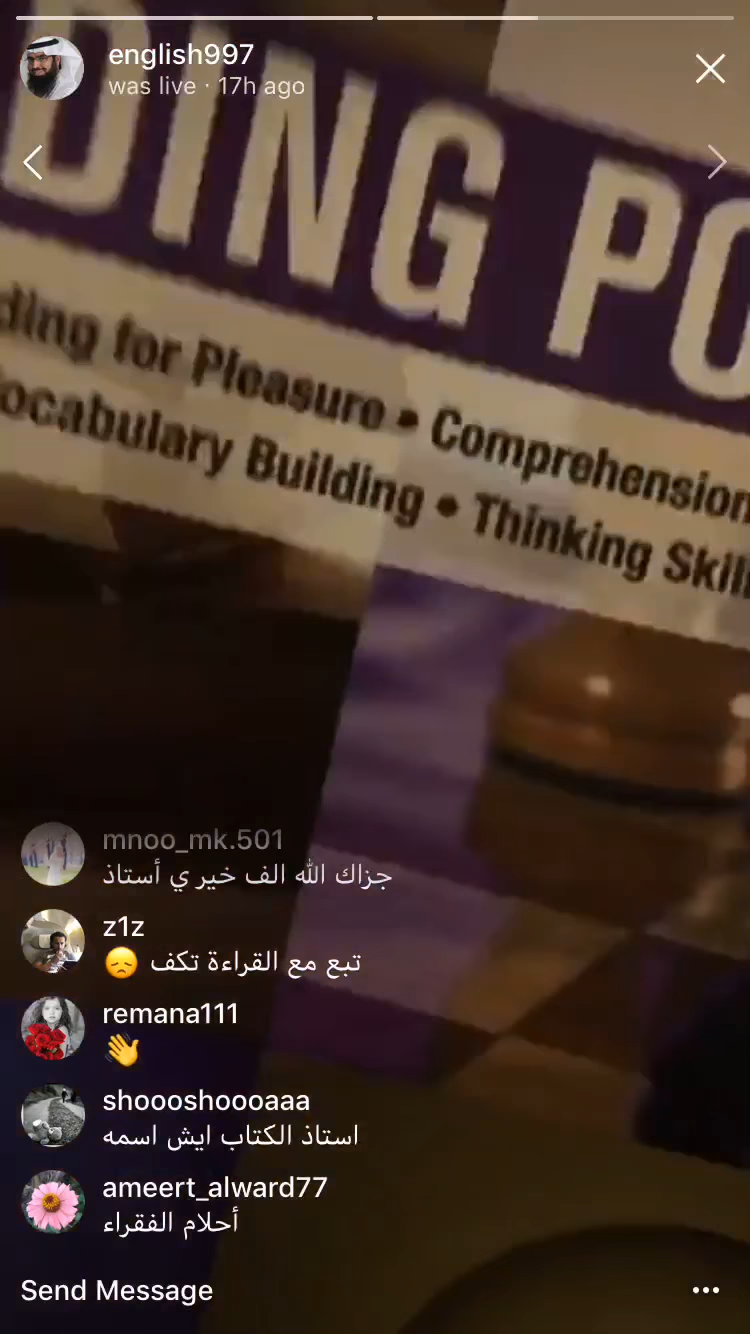 english997
was live · 17h ago
DING PO
ding for Pleasure • Comprehension
ocabulary Building • Thinking Skill
mnoo_mk.501
جزاك الله الف خير ي أستاذ
z1z
تبع مع القراءة تكف 😞
remana111
👋
shoooshoooaaa
استاذ الكتاب ايش اسمه
ameert_alward77
أحلام الفقراء
Send Message